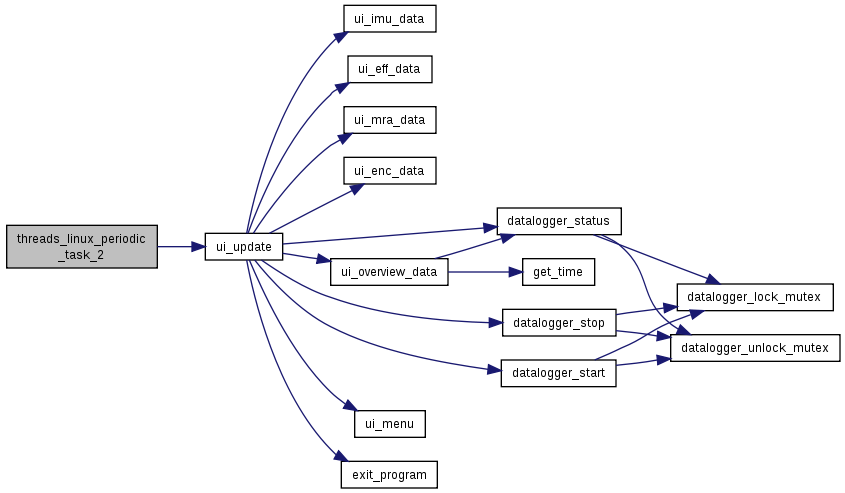 ui_imu_data
ui_eff_data
ui_mra_data
ui_enc_data
datalogger_status
threads_linux_periodic
_task_2
ui_update
ui_overview_data
get_time
datalogger_lock_mutex
datalogger_stop
datalogger_unlock_mutex
datalogger_start
ui_menu
exit_program